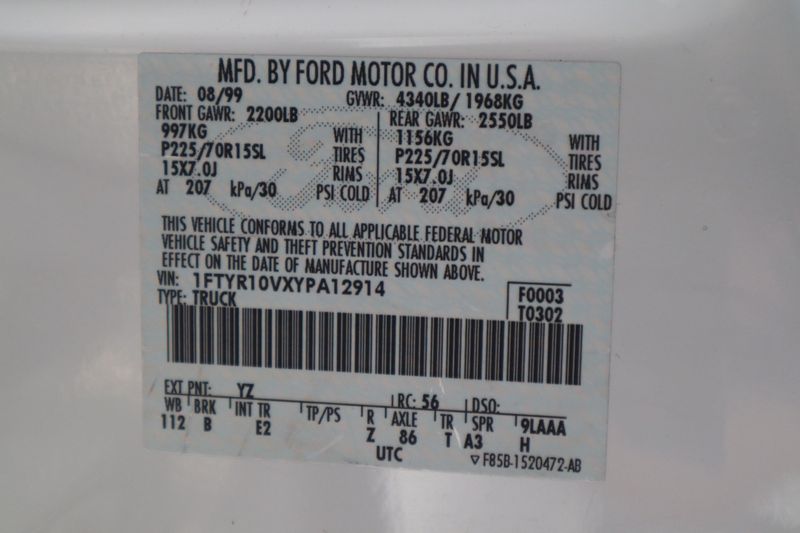 MFD. BY FORD MOTOR CO. IN U.S.A.
DATE: 08/99 GVWR: 4340LB/ 1968KG
FRONT GAWR: 2200LB REAR GAWR: 2550LB
997KG WITH 1156KG WITH
P225/70R15SL TIRES P225/70R15SL TIRES
15X7.0J RIMS 15X7.0J RIMS
AT 207 kPa/30 PSI COLD AT 207 kPa/30 PSI COLD
THIS VEHICLE CONFORMS TO ALL APPLICABLE FEDERAL MOTOR
VEHICLE SAFETY AND THEFT PREVENTION STANDARDS IN
EFFECT ON THE DATE OF MANUFACTURE SHOWN ABOVE.
VIN: 1FTYR10VXYPA12914 F0003
TYPE: TRUCK T0302
EXT PNT: YZ RC: 56 DSO:
WB BRK INT TR TP/PS R AXLE TR SPR 9LAAA
112 B E2 Z 86 T A3 H
UTC ▽F85B-1520472-AB